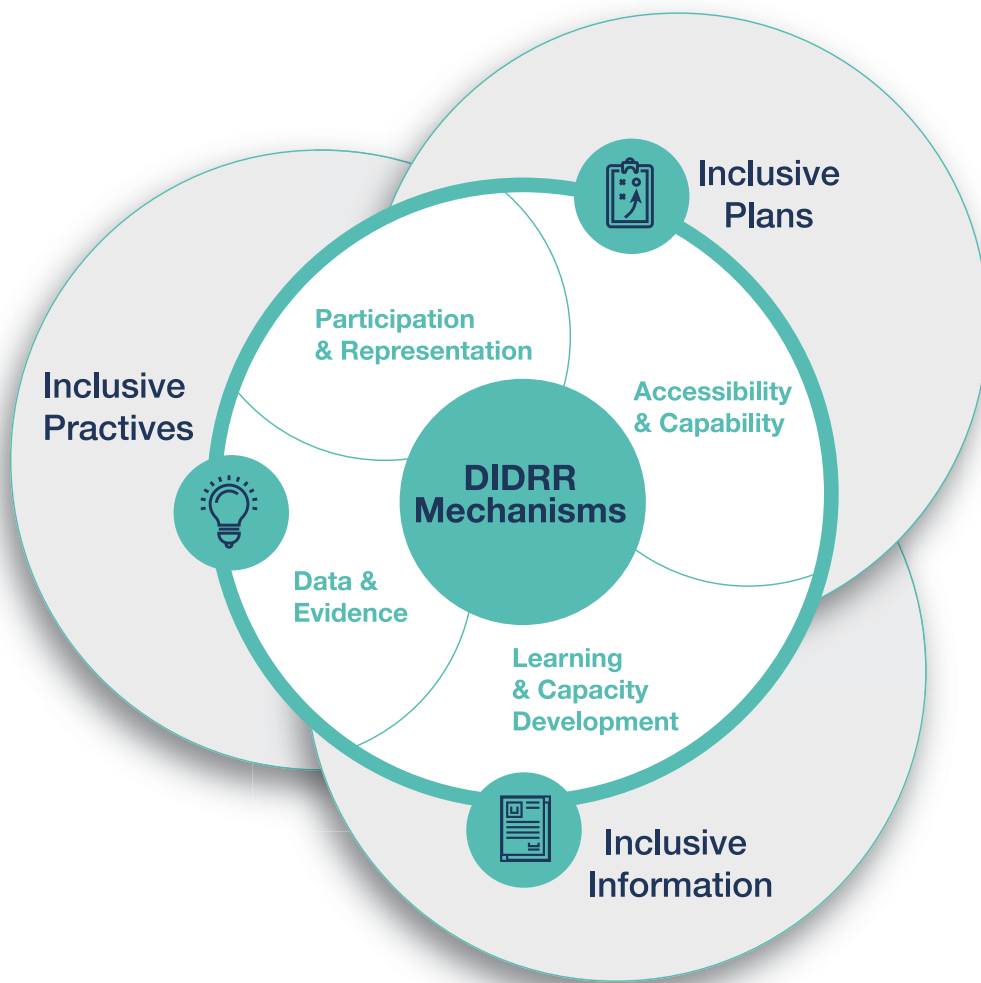 Inclusive
Plans
Participation
& Representation
Inclusive
Practives
Accessibility
& Capability
DIDRR
Mechanisms
Data &
Evidence
Learning
& Capacity
Development
Inclusive
Information